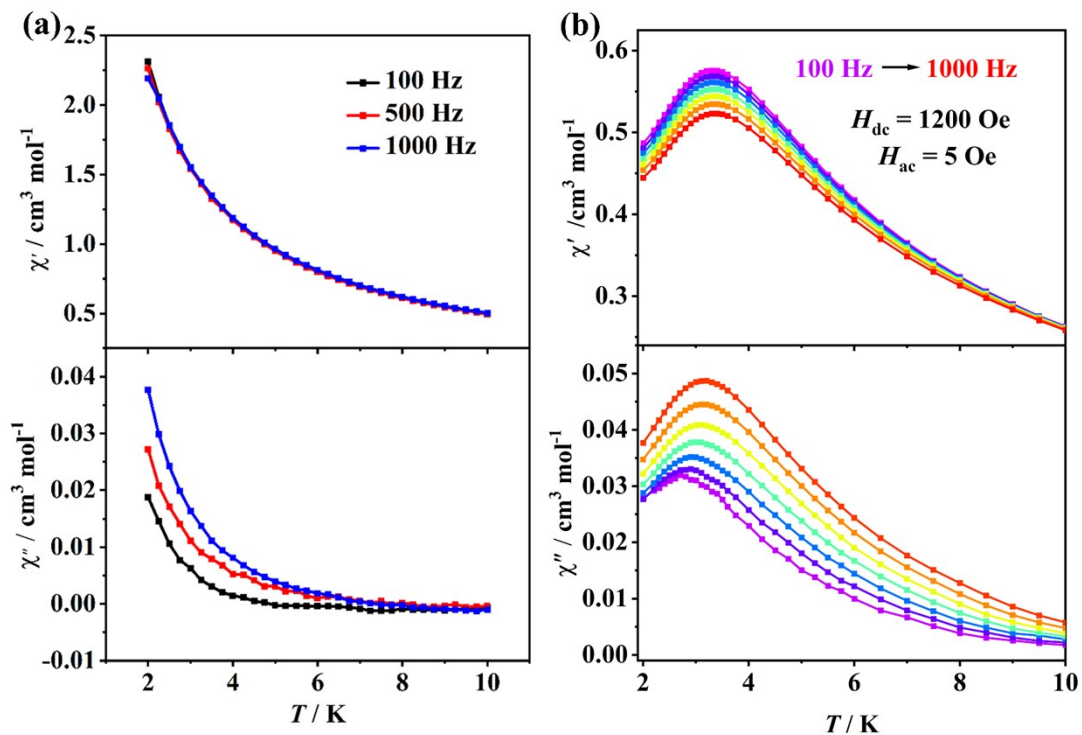 (a)
2.5
2.0
1.5
1.0
0.5
χ′ / cm³ mol⁻¹
100 Hz
500 Hz
1000 Hz
0.04
0.03
0.02
0.01
0.00
-0.01
χ″ / cm³ mol⁻¹
2 4 6 8 10
T / K
(b)
0.6
0.5
0.4
0.3
χ′ /cm³ mol⁻¹
100 Hz → 1000 Hz
Hdc = 1200 Oe
Hac = 5 Oe
0.05
0.04
0.03
0.02
0.01
0.00
χ″ / cm³ mol⁻¹
2 3 4 5 6 7 8 9 10
T / K